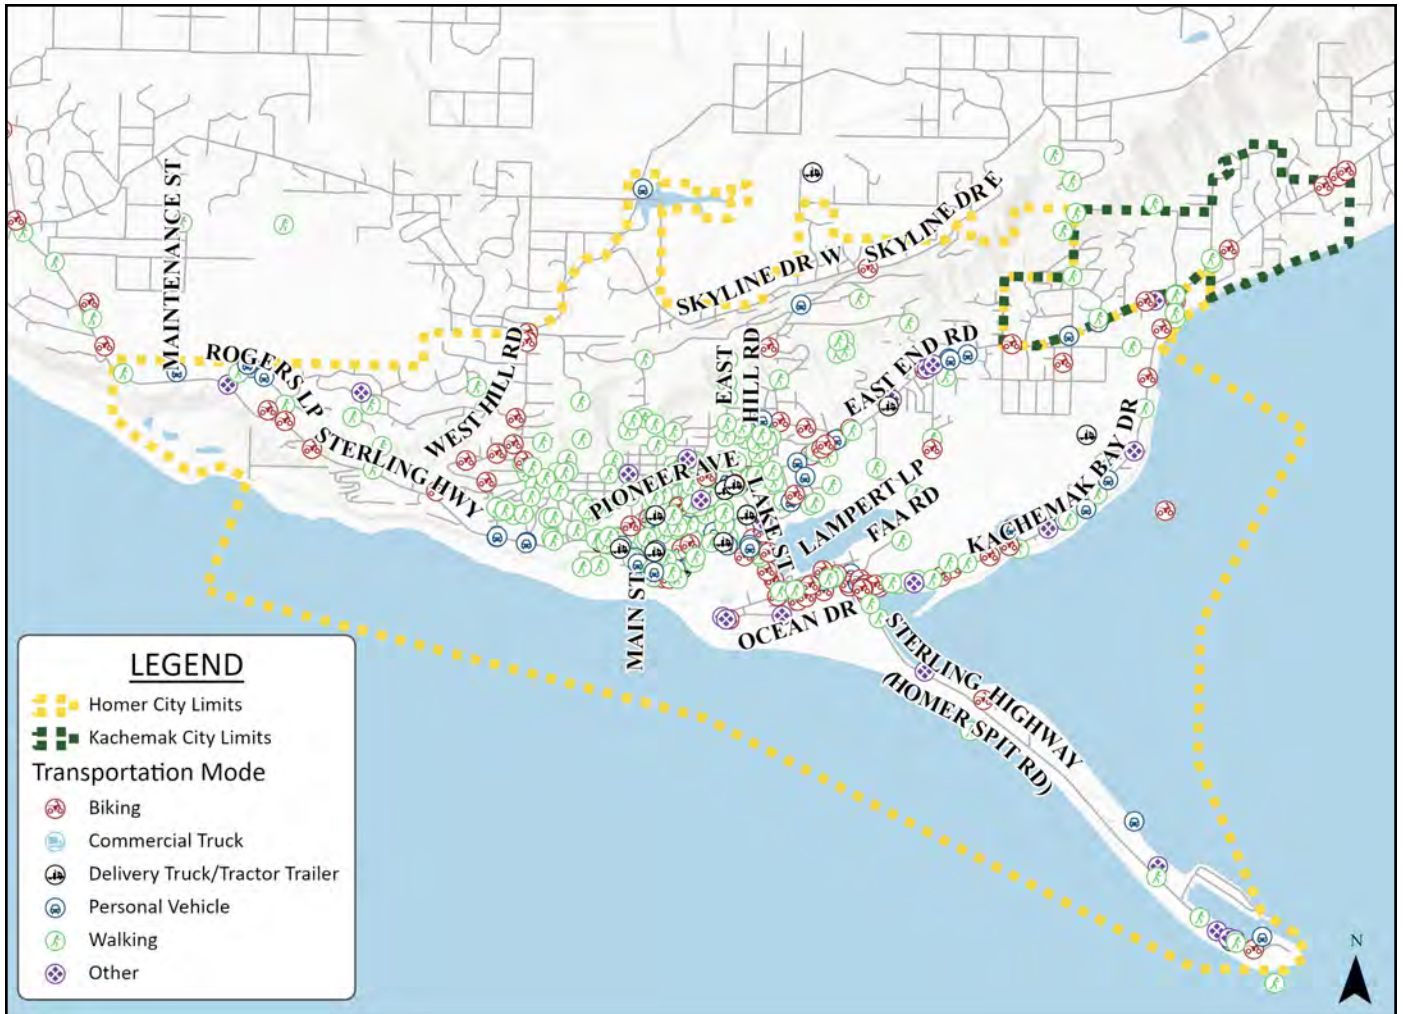 MAINTENANCE ST
ROGERS LP
STERLING HWY
WEST HILL RD
SKYLINE DR W
SKYLINE DR E
EAST
HILL RD
EAST END RD
PIONEER AVE
LAKE ST
LAMPERT LP
FAA RD
KACHEMAK BAY DR
MAIN ST
OCEAN DR
STERLING HIGHWAY
(HOMER SPIT RD)
LEGEND
Homer City Limits
Kachemak City Limits
Transportation Mode
Biking
Commercial Truck
Delivery Truck/Tractor Trailer
Personal Vehicle
Walking
Other
N